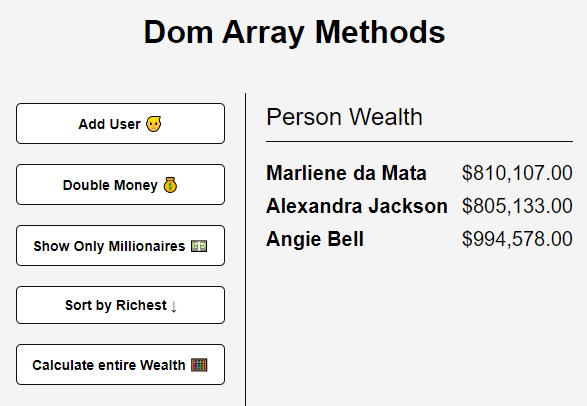 Dom Array Methods
Add User 👱
Double Money 💰
Show Only Millionaires 💵
Sort by Richest ↓
Calculate entire Wealth 🧮
Person Wealth
Marliene da Mata $810,107.00
Alexandra Jackson $805,133.00
Angie Bell $994,578.00